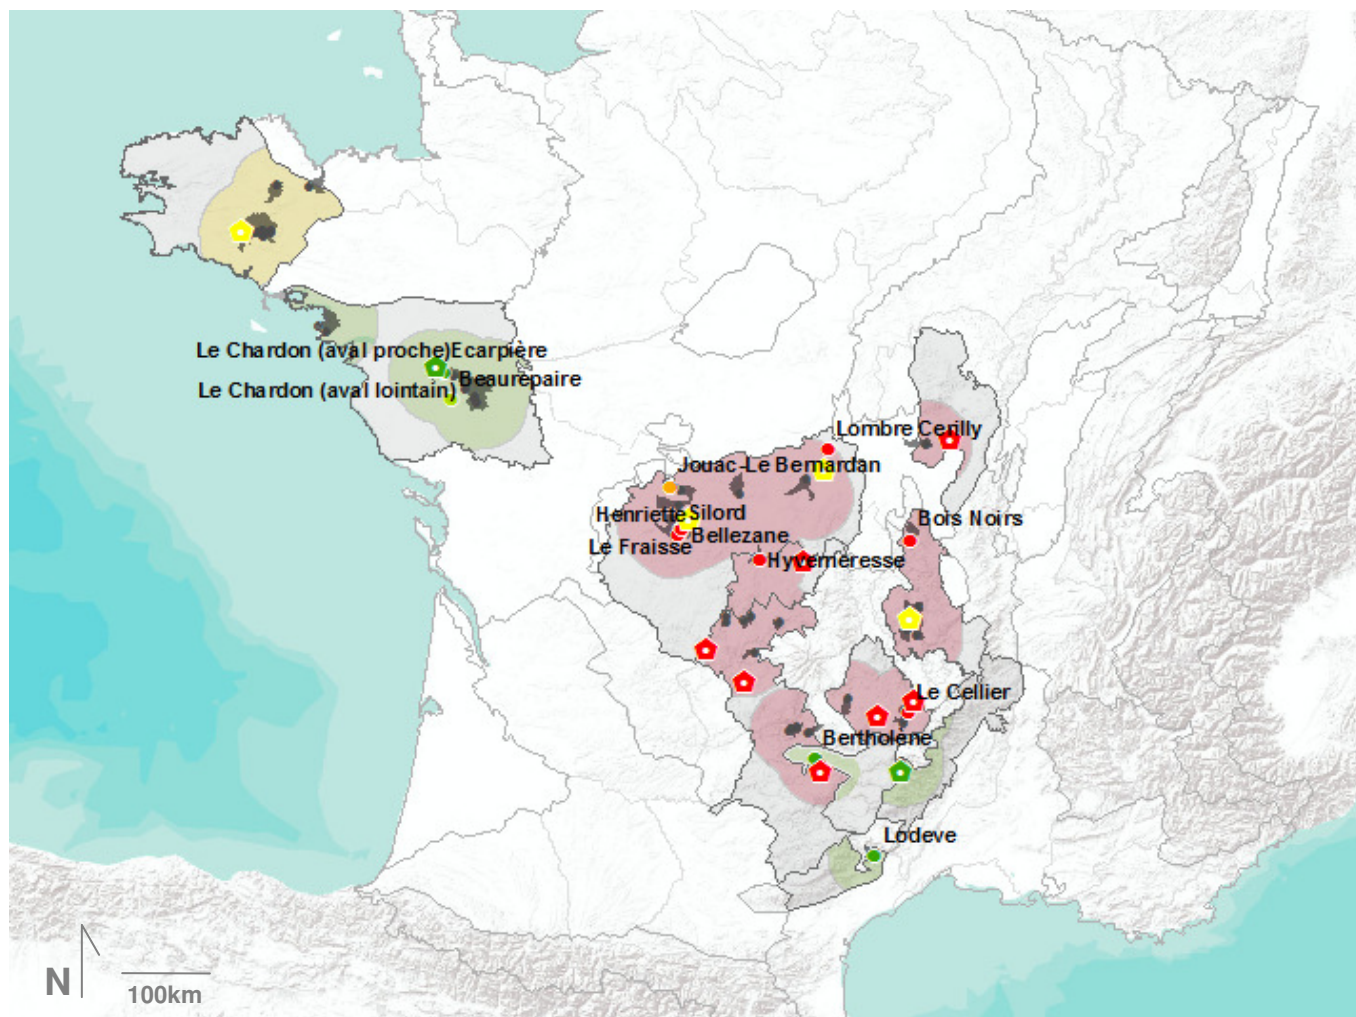 Le Chardon (aval proche)Ecarpière
Beaurepaire
Le Chardon (aval lointain)
Lombre Cerilly
Jouac-Le Bernardan
Henriette Silord
Bois Noirs
Bellezane
Le Fraisse
Hyverneresse
Le Cellier
Bertholène
Lodeve
N
100km